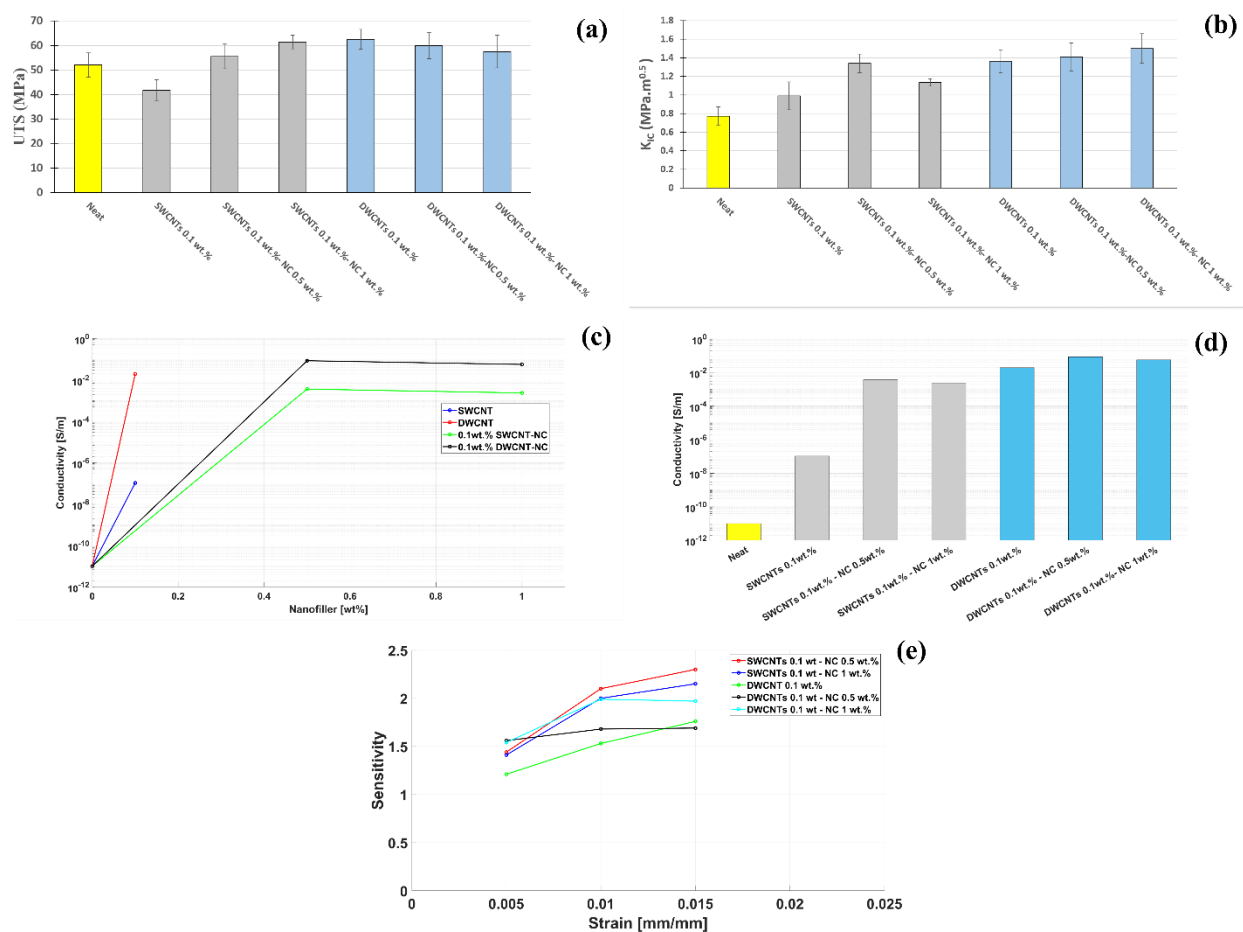 (a)
70
60
50
40
30
20
10
0
UTS (MPa)
Neat
SWCNTs 0.1 wt.%
SWCNTs 0.1 wt.%- NC 0.5 wt.%
SWCNTs 0.1 wt.%- NC 1 wt.%
DWCNTs 0.1 wt.%
DWCNTs 0.1 wt.%-NC 0.5 wt.%
DWCNTs 0.1 wt.%- NC 1 wt.%
(b)
1.8
1.6
1.4
1.2
1
0.8
0.6
0.4
0.2
0
K_IC (MPa.m^0.5)
Neat
SWCNTs 0.1 wt.%
SWCNTs 0.1 wt.%- NC 0.5 wt.%
SWCNTs 0.1 wt.%- NC 1 wt.%
DWCNTs 0.1 wt.%
DWCNTs 0.1 wt.%-NC 0.5 wt.%
DWCNTs 0.1 wt.%- NC 1 wt.%
(c)
10^0
10^-2
10^-4
10^-6
10^-8
10^-10
10^-12
Conductivity [S/m]
SWCNT
DWCNT
0.1wt.% SWCNT-NC
0.1wt.% DWCNT-NC
0 0.2 0.4 0.6 0.8 1
Nanofiller [wt%]
(d)
10^0
10^-2
10^-4
10^-6
10^-8
10^-10
10^-12
Conductivity [S/m]
Neat
SWCNTs 0.1wt.%
SWCNTs 0.1wt.% - NC 0.5wt.%
SWCNTs 0.1wt.% - NC 1wt.%
DWCNTs 0.1wt.%
DWCNTs 0.1wt.% - NC 0.5wt.%
DWCNTs 0.1wt.%- NC 1wt.%
(e)
2.5
2
1.5
1
0.5
0
Sensitivity
SWCNTs 0.1 wt - NC 0.5 wt.%
SWCNTs 0.1 wt - NC 1 wt.%
DWCNT 0.1 wt.%
DWCNTs 0.1 wt - NC 0.5 wt.%
DWCNTs 0.1 wt - NC 1 wt.%
0 0.005 0.01 0.015 0.02 0.025
Strain [mm/mm]